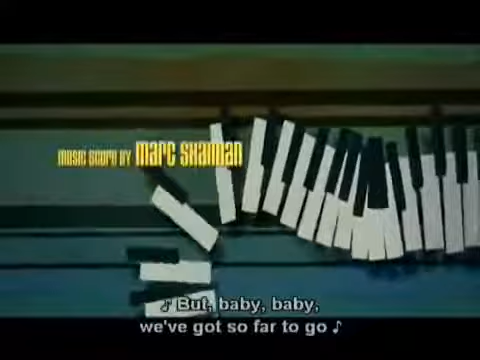 MUSIC SCORE BY MARC SHAIMAN
♪ But, baby, baby,
we've got so far to go ♪